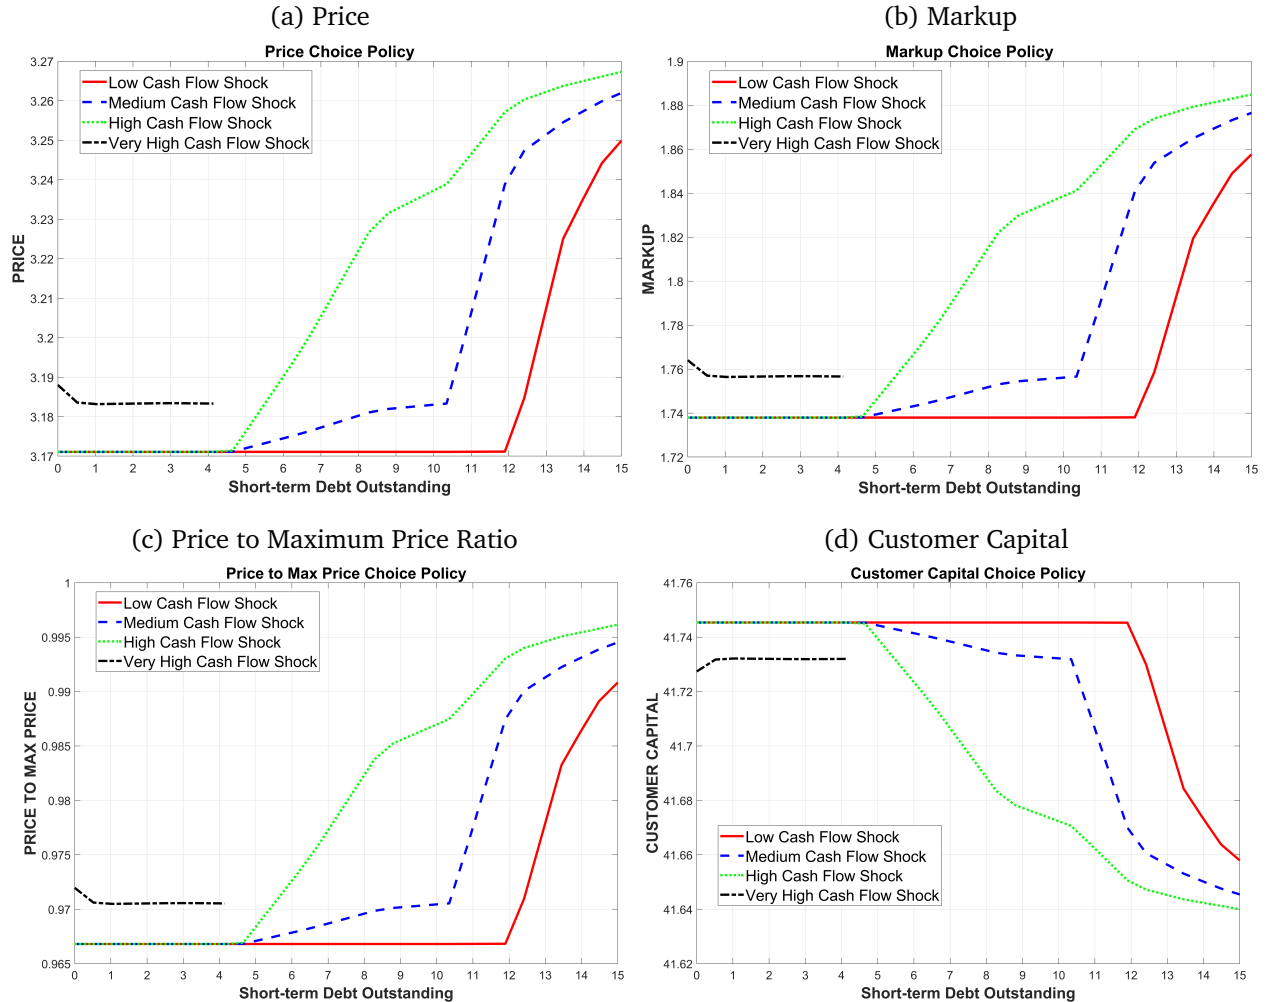 (a) Price
Price Choice Policy
3.27
3.26
3.25
3.24
3.23
3.22
3.21
3.2
3.19
3.18
3.17
PRICE
Low Cash Flow Shock
Medium Cash Flow Shock
High Cash Flow Shock
Very High Cash Flow Shock
0 1 2 3 4 5 6 7 8 9 10 11 12 13 14 15
Short-term Debt Outstanding
(b) Markup
Markup Choice Policy
1.9
1.88
1.86
1.84
1.82
1.8
1.78
1.76
1.74
1.72
MARKUP
Low Cash Flow Shock
Medium Cash Flow Shock
High Cash Flow Shock
Very High Cash Flow Shock
0 1 2 3 4 5 6 7 8 9 10 11 12 13 14 15
Short-term Debt Outstanding
(c) Price to Maximum Price Ratio
Price to Max Price Choice Policy
1
0.995
0.99
0.985
0.98
0.975
0.97
0.965
PRICE TO MAX PRICE
Low Cash Flow Shock
Medium Cash Flow Shock
High Cash Flow Shock
Very High Cash Flow Shock
0 1 2 3 4 5 6 7 8 9 10 11 12 13 14 15
Short-term Debt Outstanding
(d) Customer Capital
Customer Capital Choice Policy
41.76
41.74
41.72
41.7
41.68
41.66
41.64
41.62
CUSTOMER CAPITAL
Low Cash Flow Shock
Medium Cash Flow Shock
High Cash Flow Shock
Very High Cash Flow Shock
0 1 2 3 4 5 6 7 8 9 10 11 12 13 14 15
Short-term Debt Outstanding